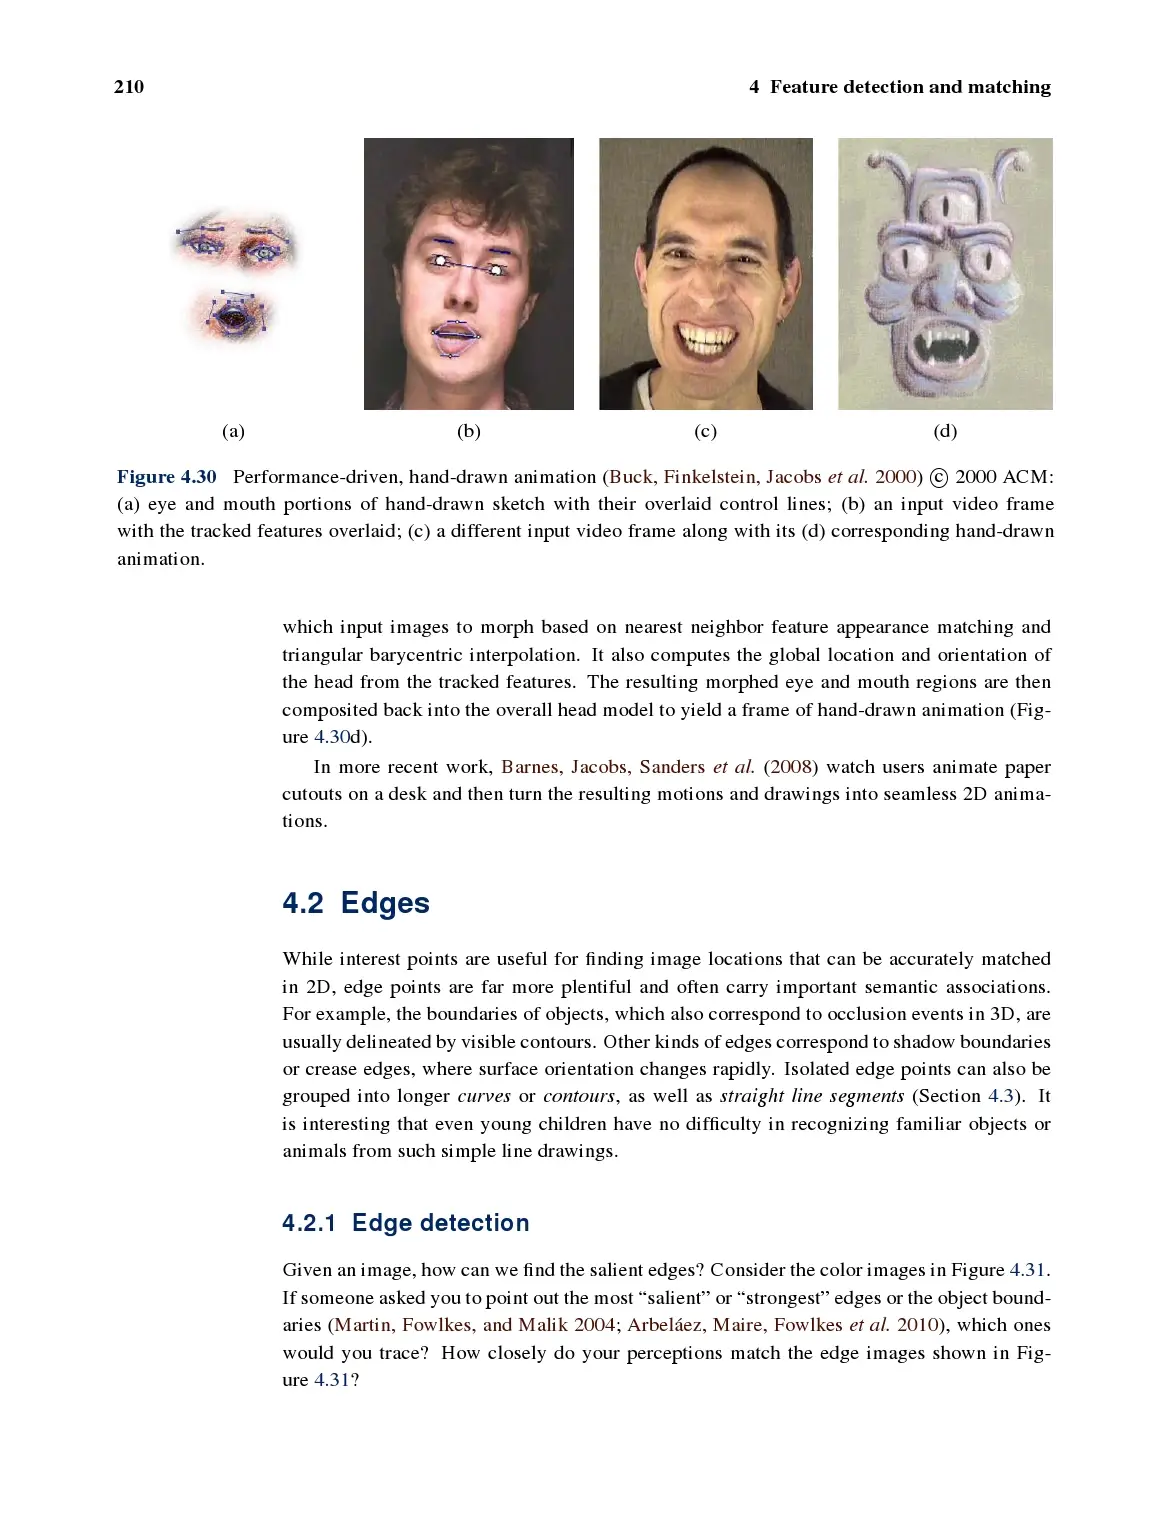 210
4 Feature detection and matching
(a)
(b)
(c)
(d)
Figure 4.30 Performance-driven, hand-drawn animation (Buck, Finkelstein, Jacobs et al. 2000) © 2000 ACM:
(a) eye and mouth portions of hand-drawn sketch with their overlaid control lines; (b) an input video frame
with the tracked features overlaid; (c) a different input video frame along with its (d) corresponding hand-drawn
animation.
which input images to morph based on nearest neighbor feature appearance matching and
triangular barycentric interpolation. It also computes the global location and orientation of
the head from the tracked features. The resulting morphed eye and mouth regions are then
composited back into the overall head model to yield a frame of hand-drawn animation (Fig-
ure 4.30d).
In more recent work, Barnes, Jacobs, Sanders et al. (2008) watch users animate paper
cutouts on a desk and then turn the resulting motions and drawings into seamless 2D anima-
tions.
4.2 Edges
While interest points are useful for finding image locations that can be accurately matched
in 2D, edge points are far more plentiful and often carry important semantic associations.
For example, the boundaries of objects, which also correspond to occlusion events in 3D, are
usually delineated by visible contours. Other kinds of edges correspond to shadow boundaries
or crease edges, where surface orientation changes rapidly. Isolated edge points can also be
grouped into longer curves or contours, as well as straight line segments (Section 4.3). It
is interesting that even young children have no difficulty in recognizing familiar objects or
animals from such simple line drawings.
4.2.1 Edge detection
Given an image, how can we find the salient edges? Consider the color images in Figure 4.31.
If someone asked you to point out the most “salient” or “strongest” edges or the object bound-
aries (Martin, Fowlkes, and Malik 2004; Arbeláez, Maire, Fowlkes et al. 2010), which ones
would you trace? How closely do your perceptions match the edge images shown in Fig-
ure 4.31?